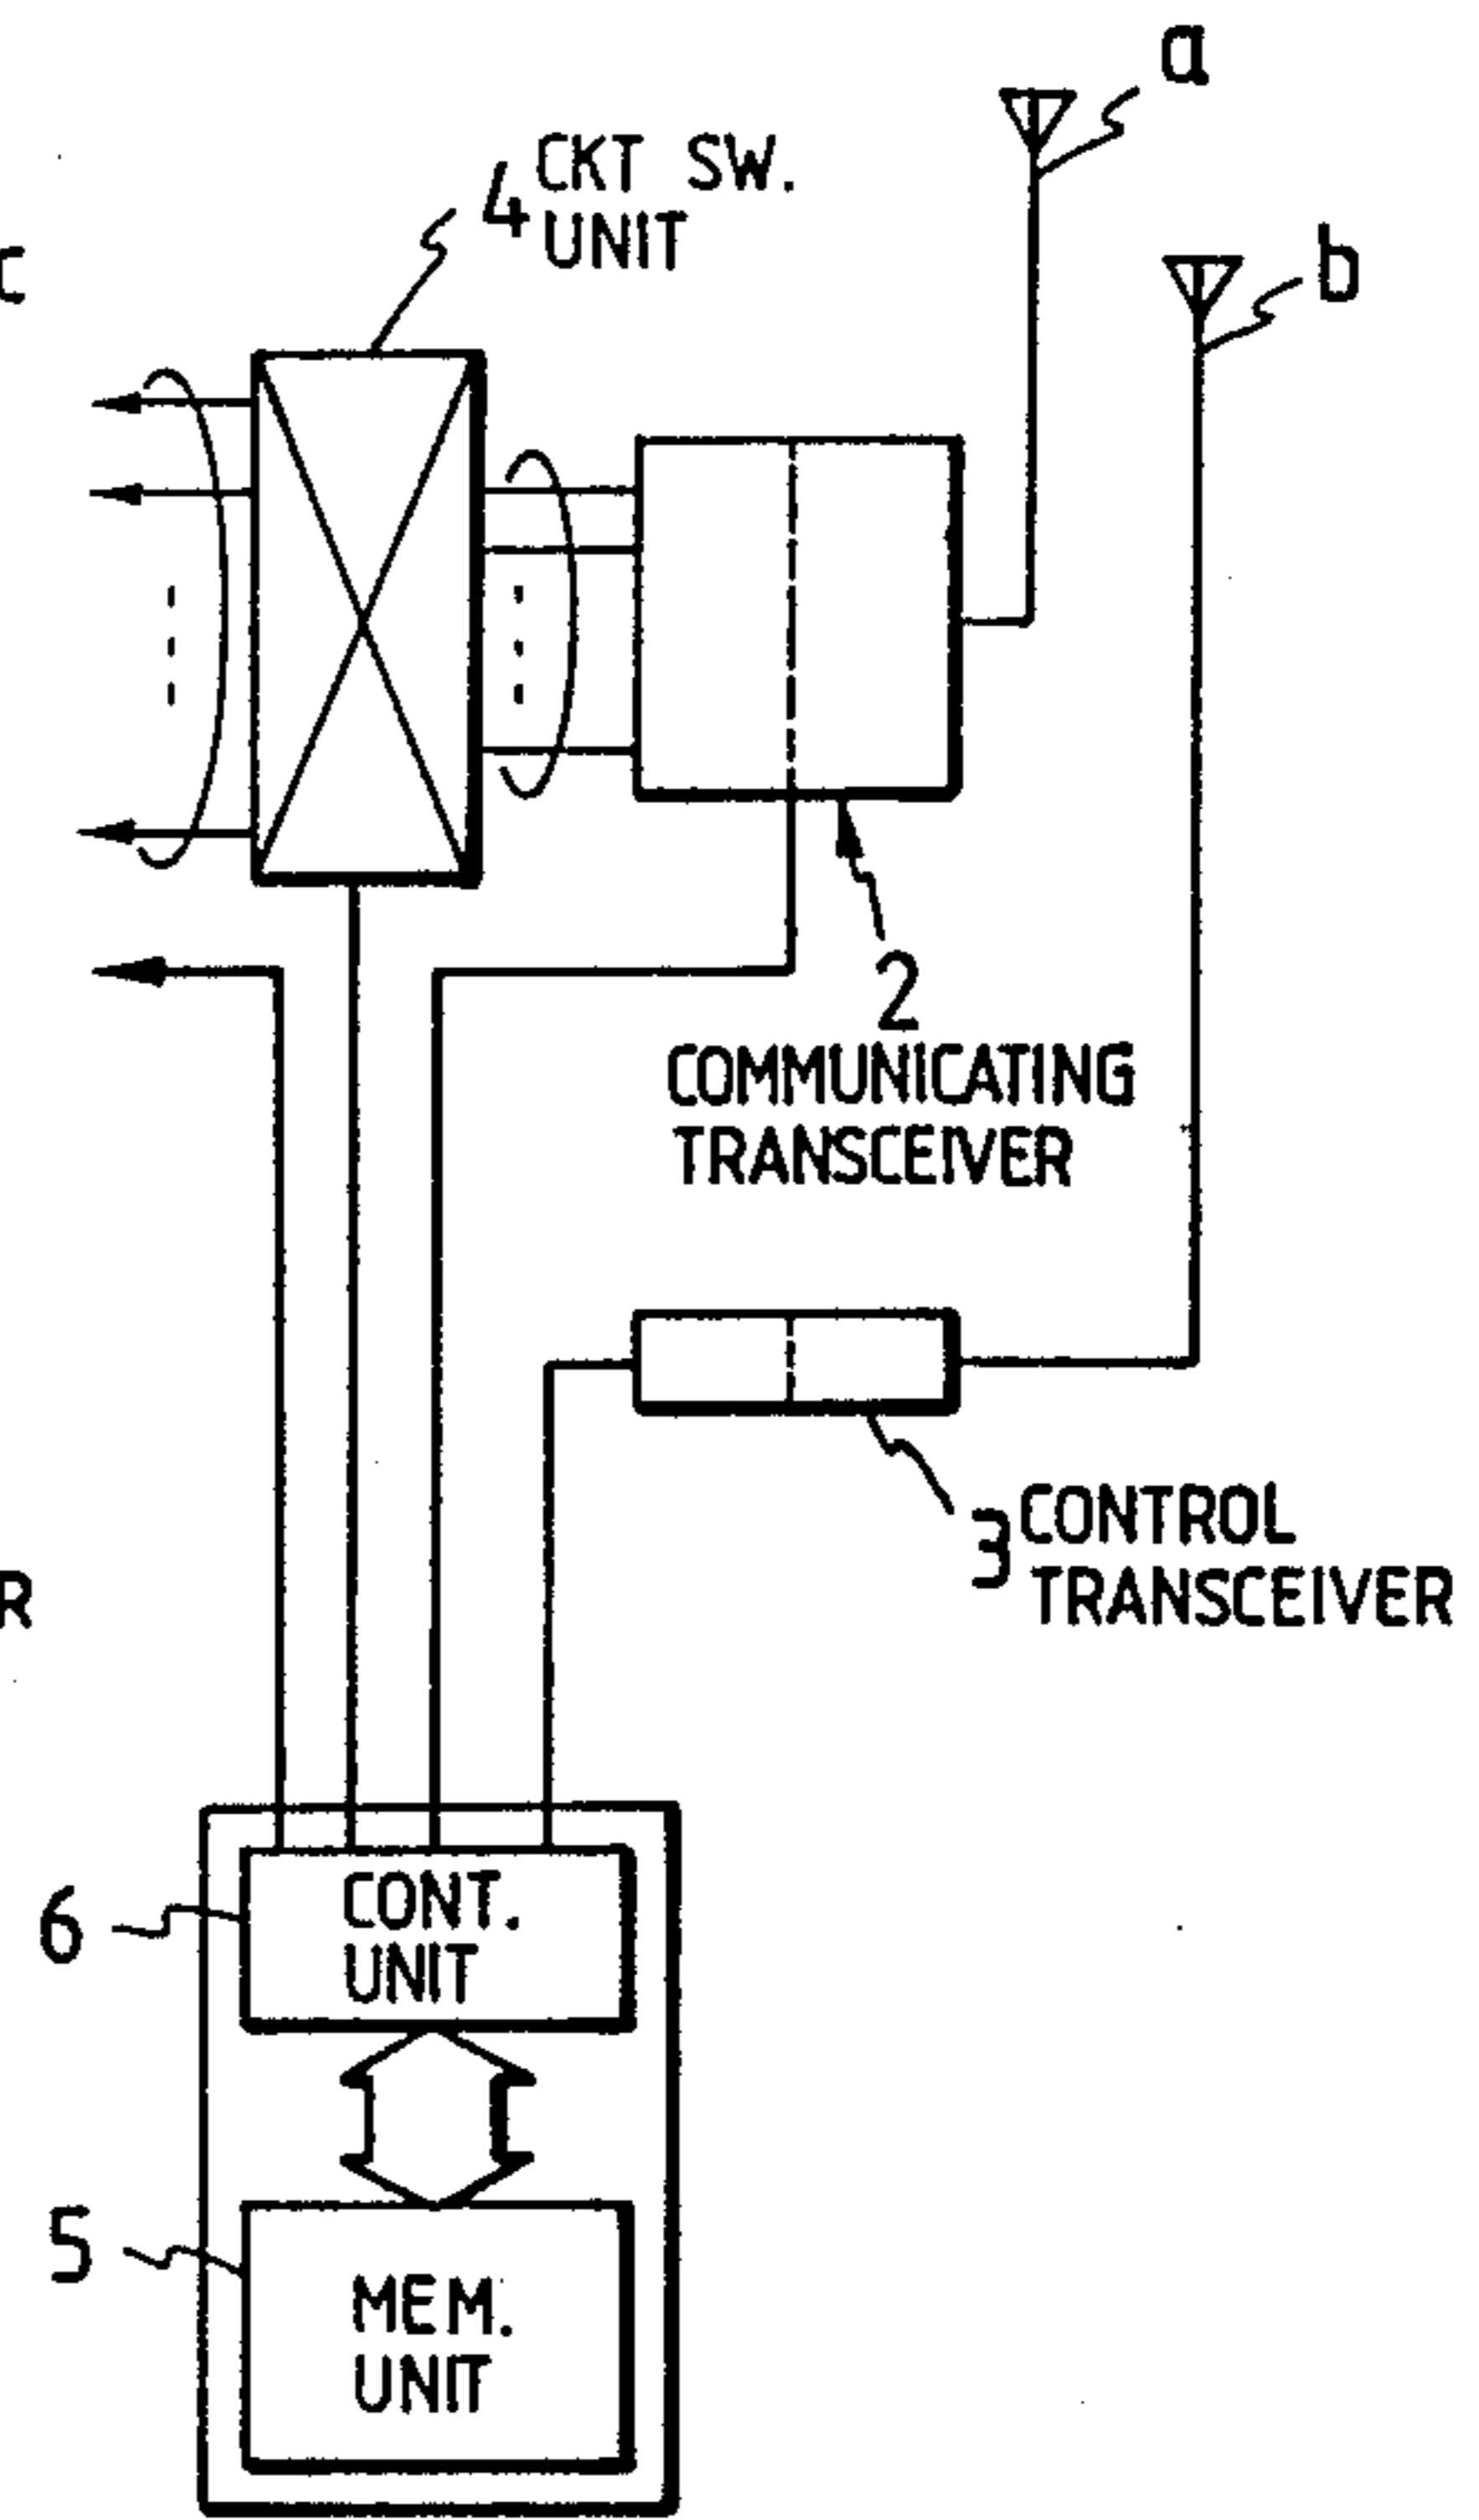 a
4 CKT SW.
UNIT
b
C
2
COMMUNICATING
TRANSCEIVER
3 CONTROL
TRANSCEIVER
R
6
CONT.
UNIT
5
MEM.
UNIT